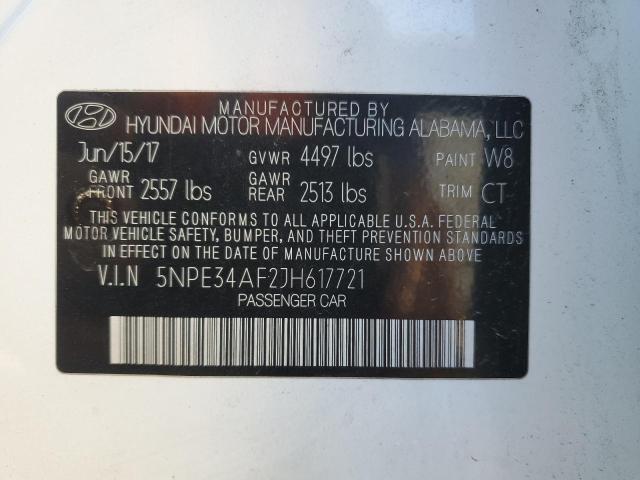 MANUFACTURED BY
HYUNDAI MOTOR MANUFACTURING ALABAMA, LLC
Jun/15/17 GVWR 4497 lbs PAINT W8
GAWR FRONT 2557 lbs GAWR REAR 2513 lbs TRIM CT
THIS VEHICLE CONFORMS TO ALL APPLICABLE U.S.A. FEDERAL
MOTOR VEHICLE SAFETY, BUMPER, AND THEFT PREVENTION STANDARDS
IN EFFECT ON THE DATE OF MANUFACTURE SHOWN ABOVE
V.I.N 5NPE34AF2JH617721
PASSENGER CAR